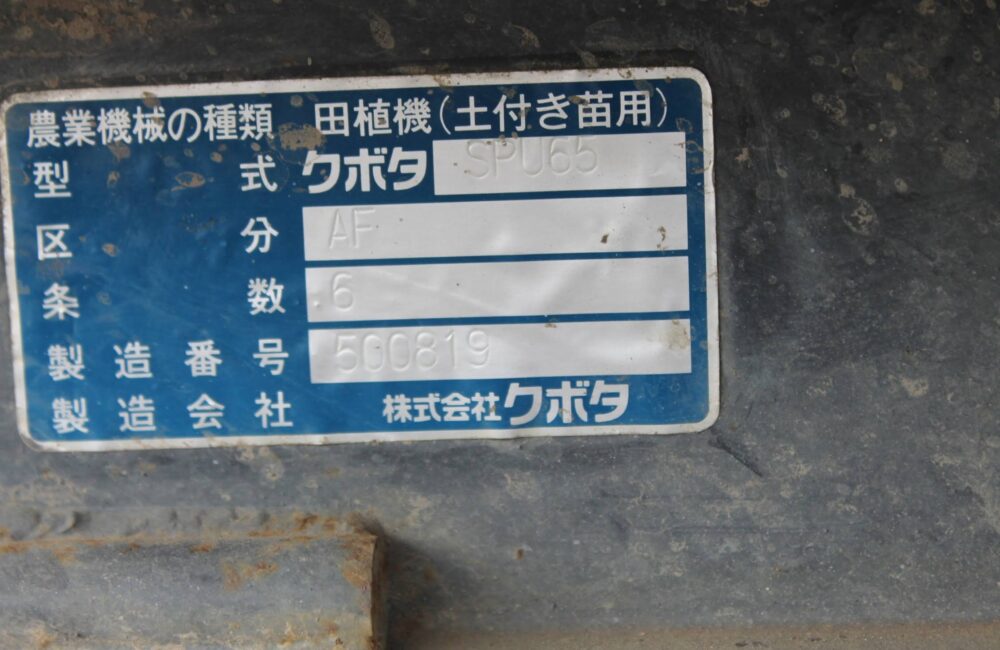 農業機械の種類 田植機(土付き苗用)
型式 クボタ SPU65
区分 AF
条数 6
製造番号 500819
製造会社 株式会社クボタ